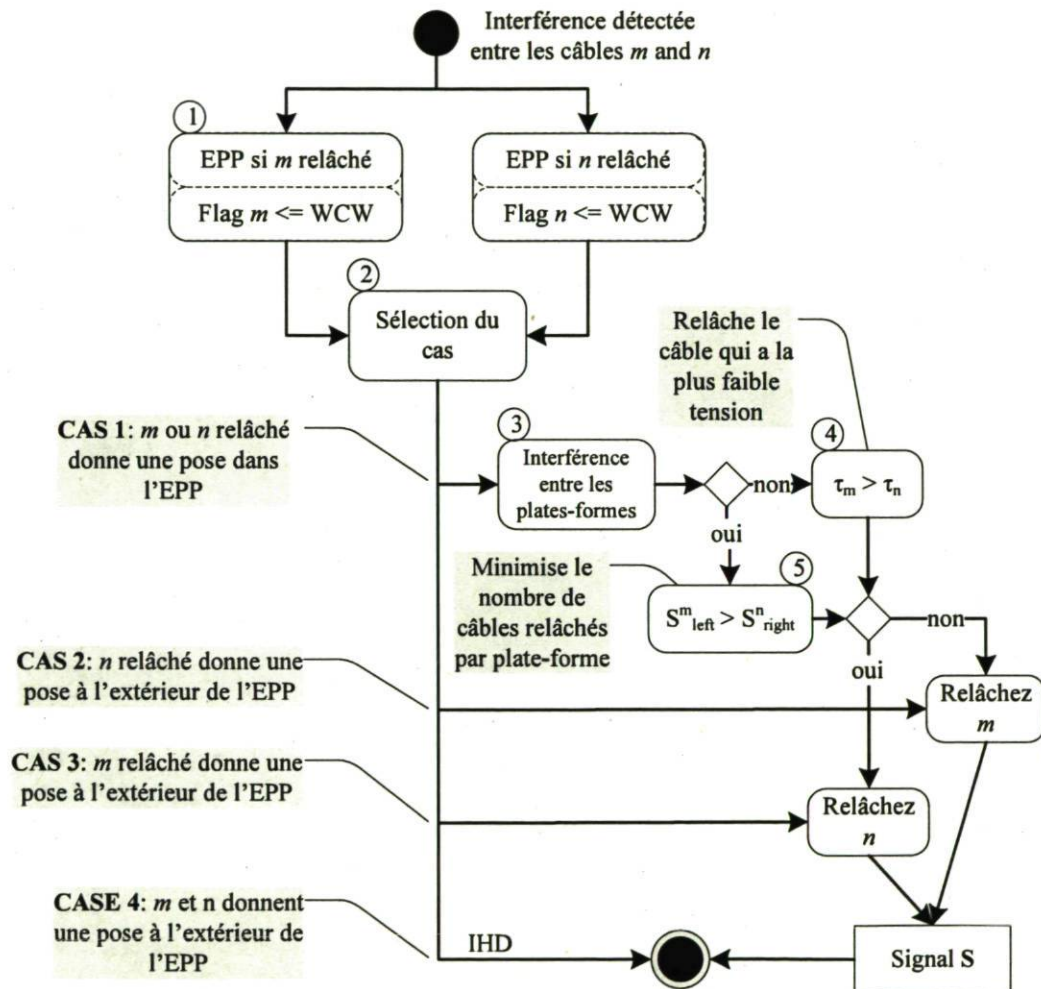 Interférence détectée
entre les câbles m and n
1
EPP si m relâché
Flag m <= WCW
EPP si n relâché
Flag n <= WCW
2
Sélection du
cas
Relâche le
câble qui a la
plus faible
tension
CAS 1: m ou n relâché
donne une pose dans
l'EPP
3
Interférence
entre les
plates-formes
non
4
τm > τn
oui
Minimise le
nombre de
câbles relâchés
par plate-forme
5
S^m_left > S^n_right
non
oui
CAS 2: n relâché donne une
pose à l'extérieur de l'EPP
Relâchez
m
CAS 3: m relâché donne une
pose à l'extérieur de l'EPP
Relâchez
n
CASE 4: m et n donnent
une pose à l'extérieur de
l'EPP
IHD
Signal S